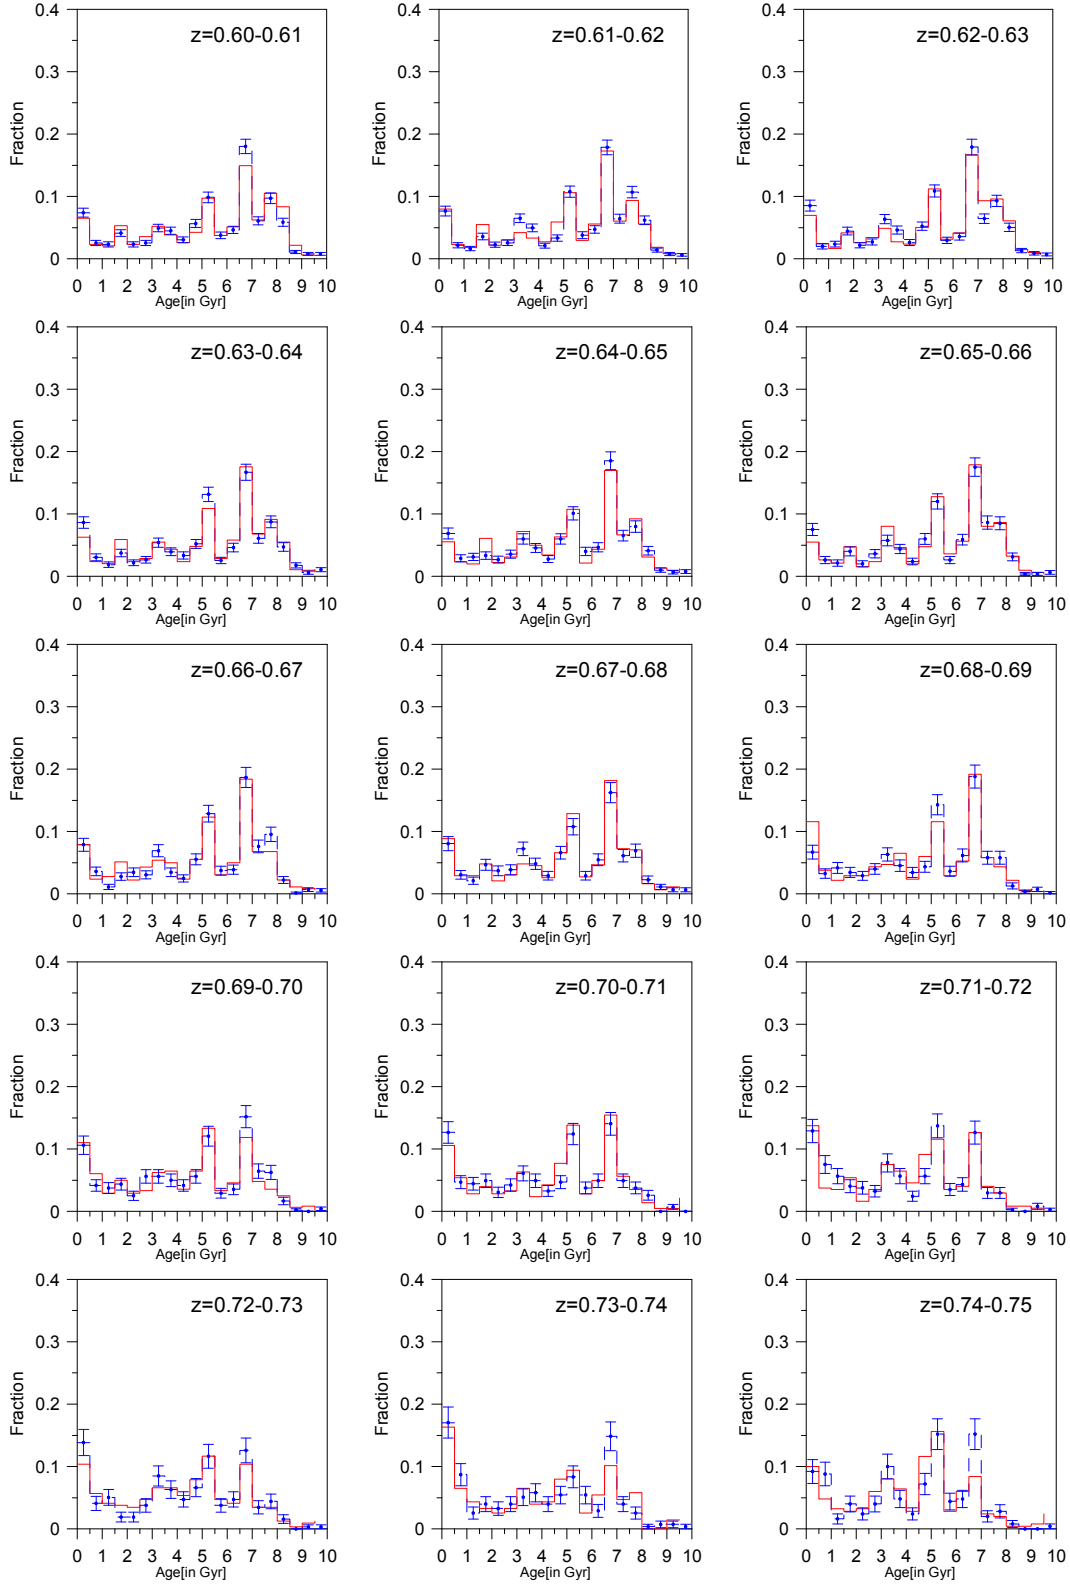 z=0.60-0.61
Fraction
0.4
0.3
0.2
0.1
0
0 1 2 3 4 5 6 7 8 9 10
Age[in Gyr]
z=0.61-0.62
Fraction
0.4
0.3
0.2
0.1
0
0 1 2 3 4 5 6 7 8 9 10
Age[in Gyr]
z=0.62-0.63
Fraction
0.4
0.3
0.2
0.1
0
0 1 2 3 4 5 6 7 8 9 10
Age[in Gyr]
z=0.63-0.64
Fraction
0.4
0.3
0.2
0.1
0
0 1 2 3 4 5 6 7 8 9 10
Age[in Gyr]
z=0.64-0.65
Fraction
0.4
0.3
0.2
0.1
0
0 1 2 3 4 5 6 7 8 9 10
Age[in Gyr]
z=0.65-0.66
Fraction
0.4
0.3
0.2
0.1
0
0 1 2 3 4 5 6 7 8 9 10
Age[in Gyr]
z=0.66-0.67
Fraction
0.4
0.3
0.2
0.1
0
0 1 2 3 4 5 6 7 8 9 10
Age[in Gyr]
z=0.67-0.68
Fraction
0.4
0.3
0.2
0.1
0
0 1 2 3 4 5 6 7 8 9 10
Age[in Gyr]
z=0.68-0.69
Fraction
0.4
0.3
0.2
0.1
0
0 1 2 3 4 5 6 7 8 9 10
Age[in Gyr]
z=0.69-0.70
Fraction
0.4
0.3
0.2
0.1
0
0 1 2 3 4 5 6 7 8 9 10
Age[in Gyr]
z=0.70-0.71
Fraction
0.4
0.3
0.2
0.1
0
0 1 2 3 4 5 6 7 8 9 10
Age[in Gyr]
z=0.71-0.72
Fraction
0.4
0.3
0.2
0.1
0
0 1 2 3 4 5 6 7 8 9 10
Age[in Gyr]
z=0.72-0.73
Fraction
0.4
0.3
0.2
0.1
0
0 1 2 3 4 5 6 7 8 9 10
Age[in Gyr]
z=0.73-0.74
Fraction
0.4
0.3
0.2
0.1
0
0 1 2 3 4 5 6 7 8 9 10
Age[in Gyr]
z=0.74-0.75
Fraction
0.4
0.3
0.2
0.1
0
0 1 2 3 4 5 6 7 8 9 10
Age[in Gyr]